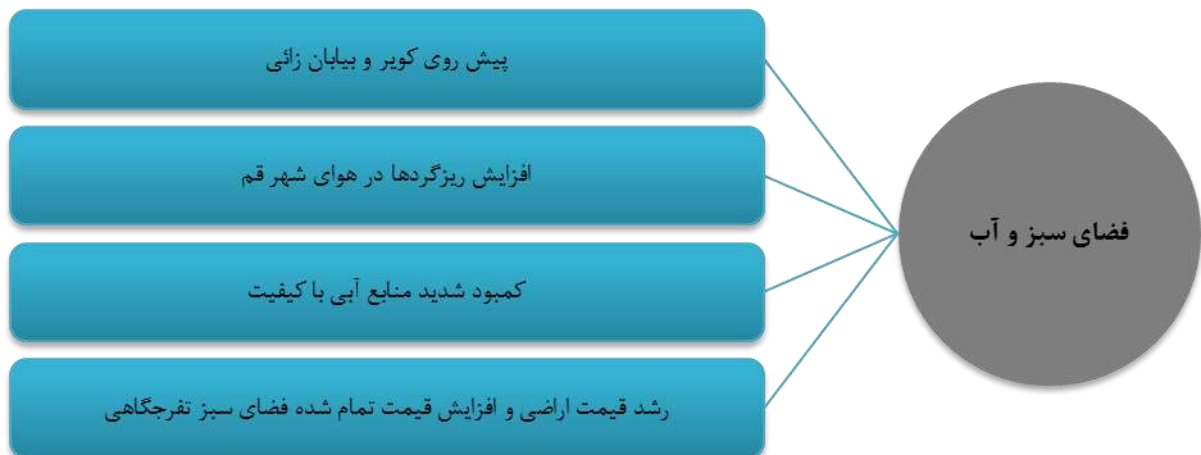 فضای سبز و آب
پیش روی کویر و بیابان زائی
افزایش ریزگردها در هوای شهر قم
کمبود شدید منابع آبی با کیفیت
رشد قیمت اراضی و افزایش قیمت تمام شده فضای سبز تفرجگاهی